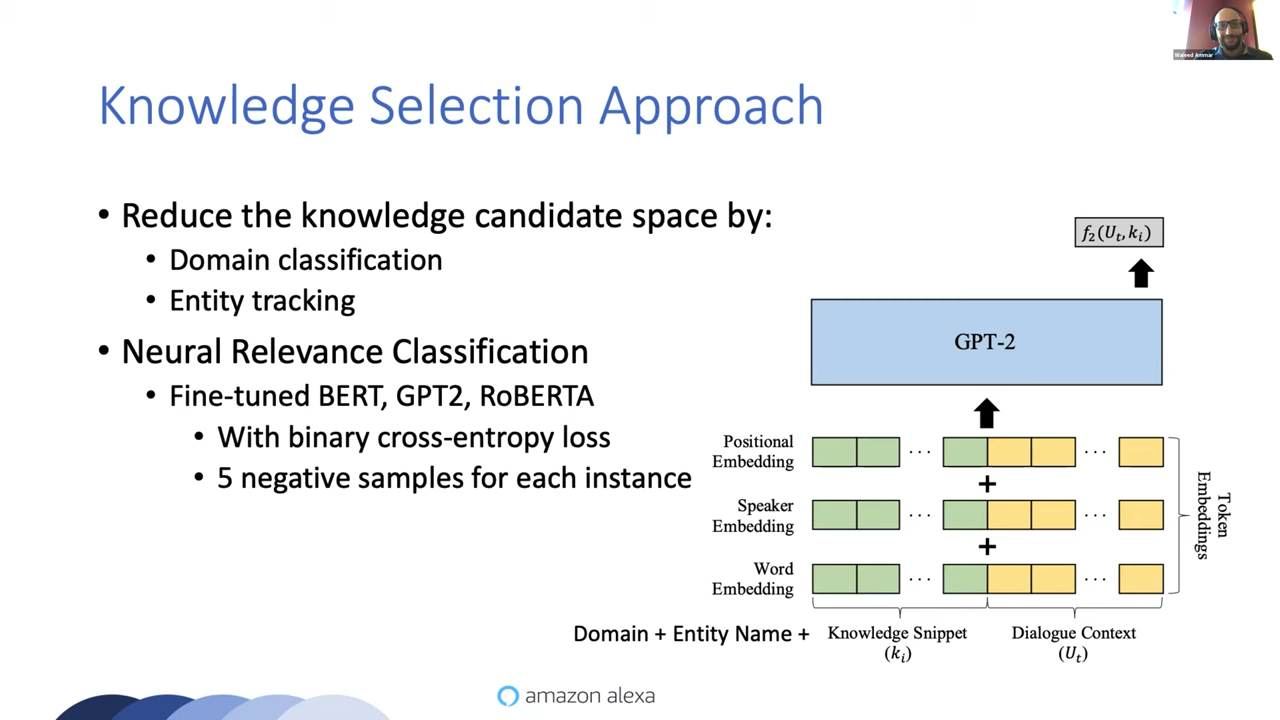 Waleed Ammar
Knowledge Selection Approach
• Reduce the knowledge candidate space by:
• Domain classification
• Entity tracking
• Neural Relevance Classification
• Fine-tuned BERT, GPT2, RoBERTA
• With binary cross-entropy loss
• 5 negative samples for each instance
f₂(Uₜ, kᵢ)
GPT-2
Positional
Embedding
...
...
+
Speaker
Embedding
...
...
+
Word
Embedding
...
...
Token
Embeddings
Domain + Entity Name +
Knowledge Snippet
(kᵢ)
Dialogue Context
(Uₜ)
amazon alexa